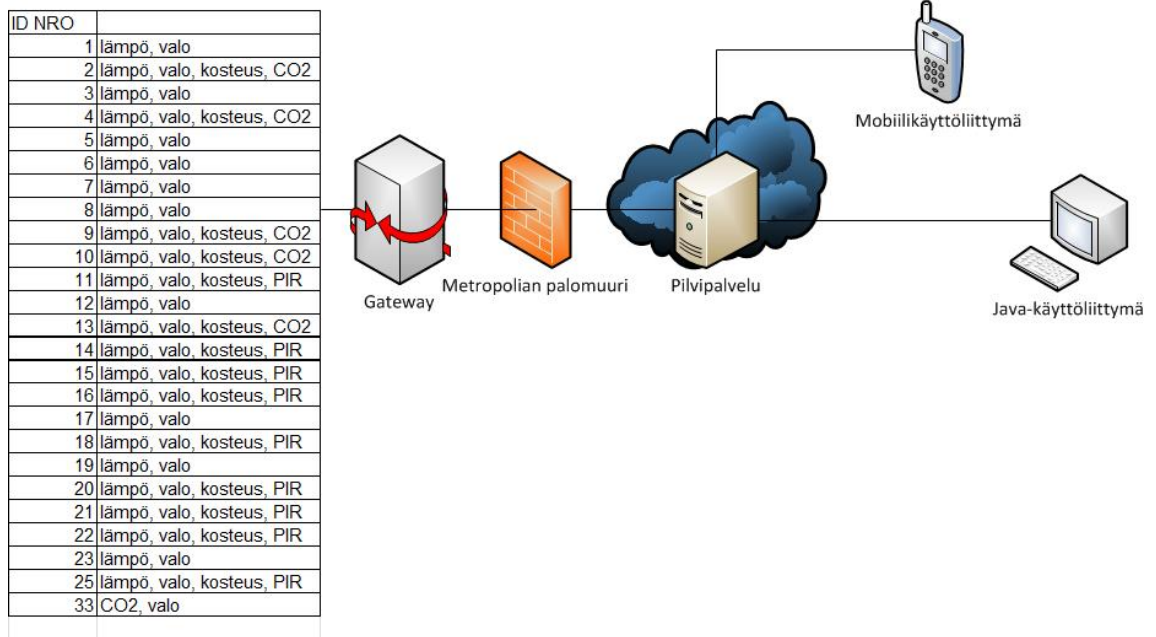 ID NRO
1 lämpö, valo
2 lämpö, valo, kosteus, CO2
3 lämpö, valo
4 lämpö, valo, kosteus, CO2
5 lämpö, valo
6 lämpö, valo
7 lämpö, valo
8 lämpö, valo
9 lämpö, valo, kosteus, CO2
10 lämpö, valo, kosteus, CO2
11 lämpö, valo, kosteus, PIR
12 lämpö, valo
13 lämpö, valo, kosteus, CO2
14 lämpö, valo, kosteus, PIR
15 lämpö, valo, kosteus, PIR
16 lämpö, valo, kosteus, PIR
17 lämpö, valo
18 lämpö, valo, kosteus, PIR
19 lämpö, valo
20 lämpö, valo, kosteus, PIR
21 lämpö, valo, kosteus, PIR
22 lämpö, valo, kosteus, PIR
23 lämpö, valo
25 lämpö, valo, kosteus, PIR
33 CO2, valo
Gateway
Metropolian palomuuri
Pilvipalvelu
Mobiilikäyttöliittymä
Java-käyttöliittymä